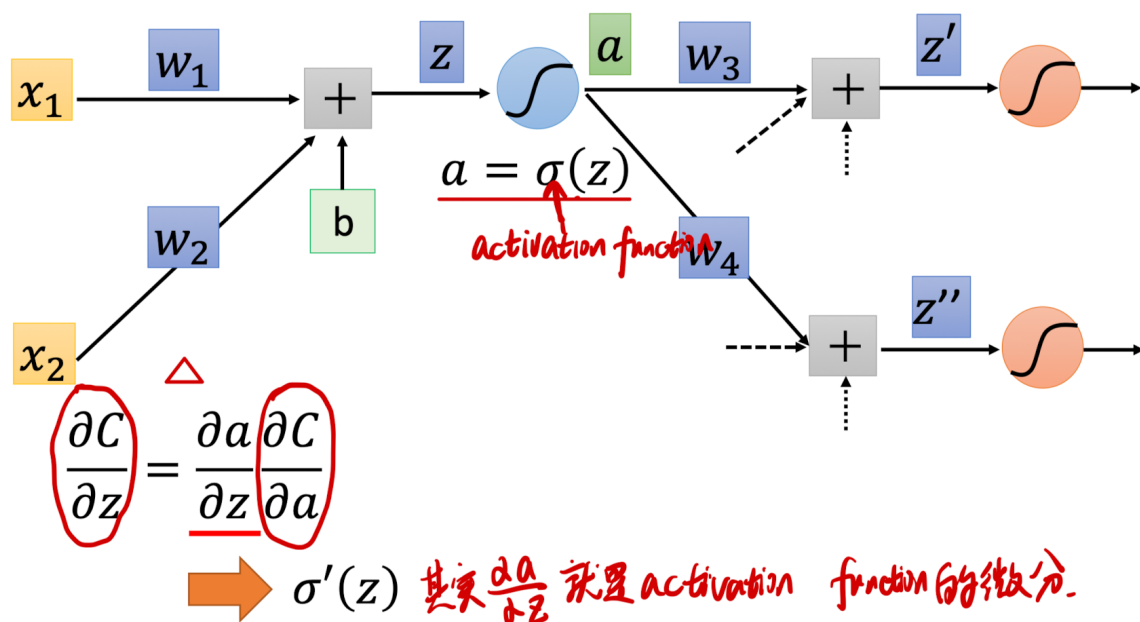 x₁
w₁
+
z
a
w₃
+
z′
a = σ(z)
activation function
b
w₂
w₄
x₂
+
z′′
△
∂C/∂z = ∂a/∂z ∂C/∂a
σ′(z) 其实 ∂a/∂z 就是 activation function 的微分.